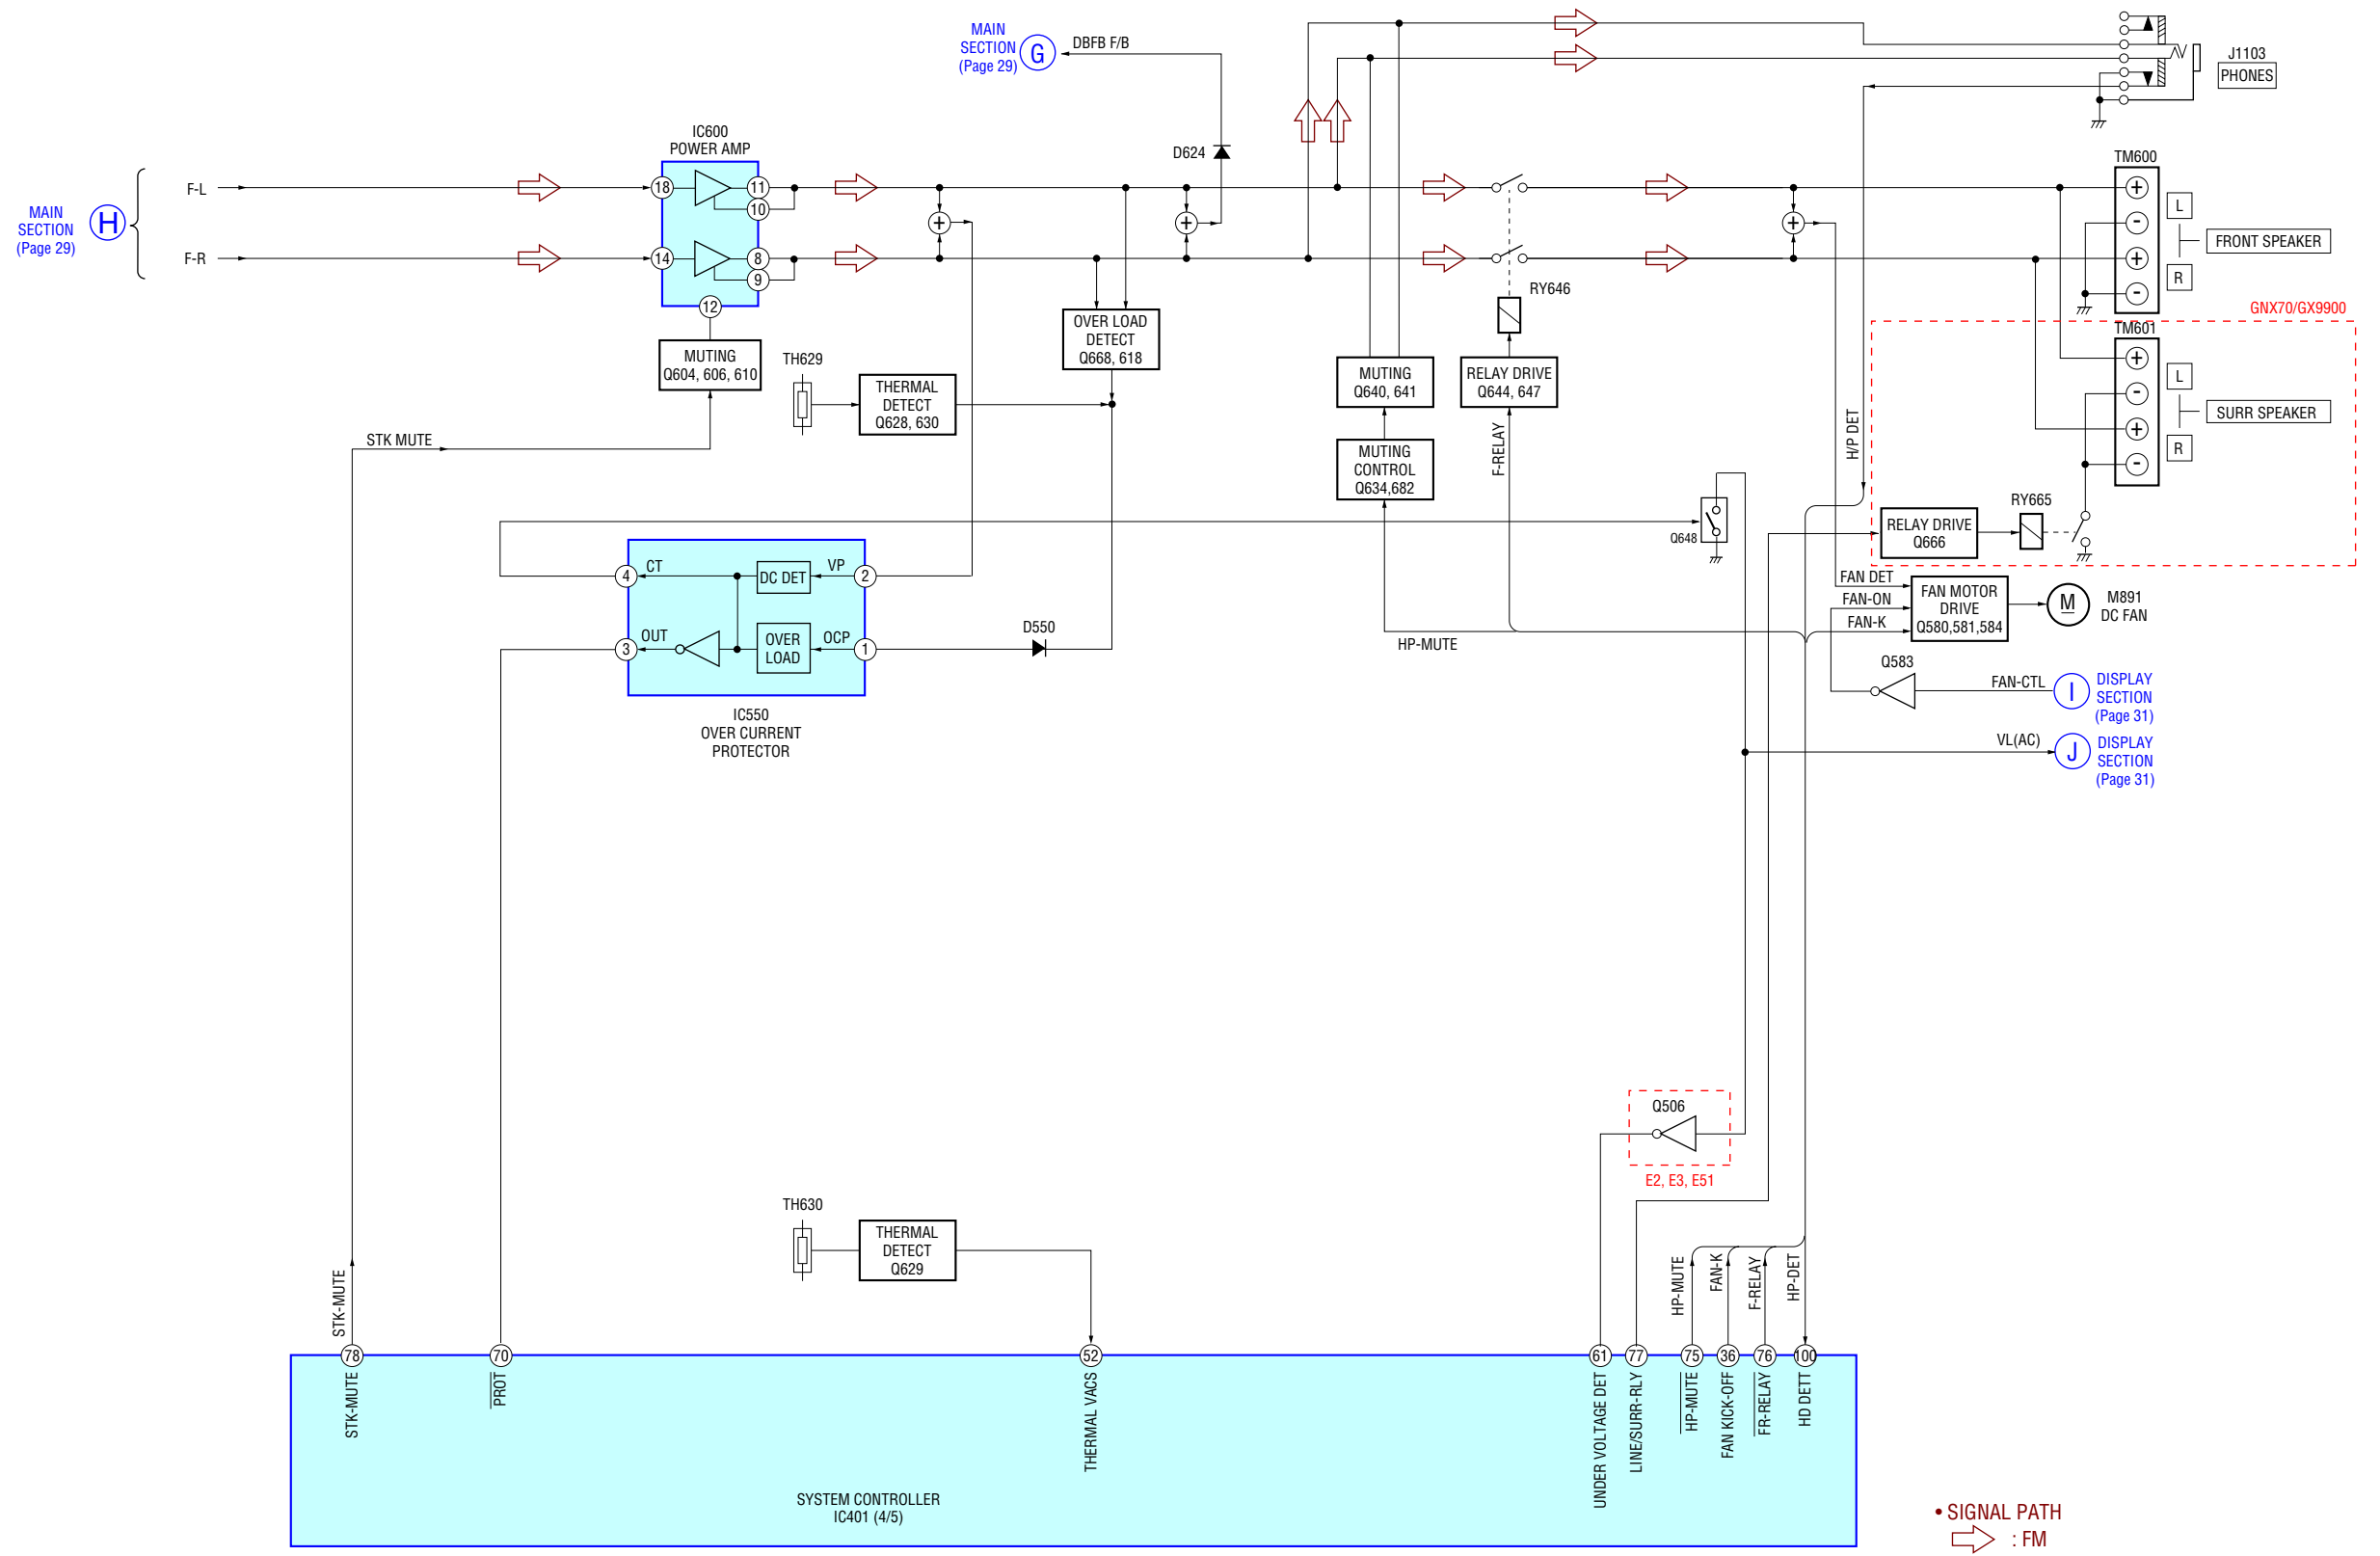 MAIN
SECTION
(Page 29)
G
DBFB F/B
J1103
PHONES
IC600
POWER AMP
D624
TM600
MAIN
SECTION
(Page 29)
H
F-L
18
11
10
+
+
+
+
-
+
-
L
R
FRONT SPEAKER
F-R
14
8
9
12
RY646
GNX70/GX9900
OVER LOAD
DETECT
Q668, 618
MUTING
Q604, 606, 610
TH629
THERMAL
DETECT
Q628, 630
MUTING
Q640, 641
RELAY DRIVE
Q644, 647
TM601
+
-
+
-
L
R
SURR SPEAKER
STK MUTE
MUTING
CONTROL
Q634,682
F-RELAY
H/P DET
RY665
RELAY DRIVE
Q666
Q648
4
CT
DC DET
VP
2
3
OUT
OVER
LOAD
OCP
1
D550
IC550
OVER CURRENT
PROTECTOR
HP-MUTE
FAN DET
FAN-ON
FAN-K
FAN MOTOR
DRIVE
Q580,581,584
M
M891
DC FAN
Q583
FAN-CTL
I
DISPLAY
SECTION
(Page 31)
VL(AC)
J
DISPLAY
SECTION
(Page 31)
Q506
E2, E3, E51
TH630
THERMAL
DETECT
Q629
STK-MUTE
HP-MUTE
FAN-K
F-RELAY
HP-DET
78
70
52
61
77
75
36
76
100
STK-MUTE
PROT
THERMAL VACS
UNDER VOLTAGE DET
LINE/SURR-RLY
HP-MUTE
FAN KICK-OFF
FR-RELAY
HD DETT
SYSTEM CONTROLLER
IC401 (4/5)
• SIGNAL PATH
: FM